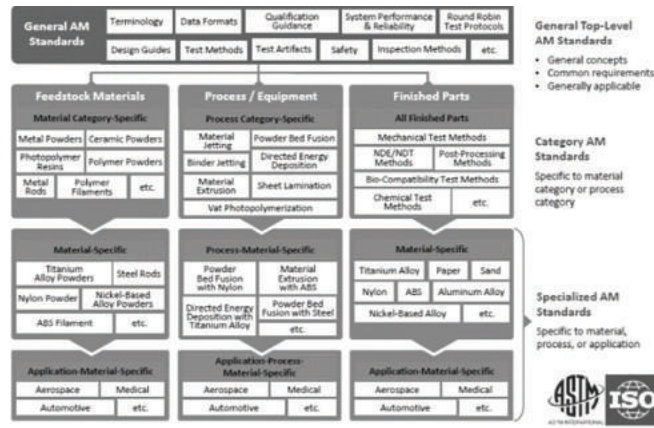 General AM Standards
Terminology
Data Formats
Qualification Guidance
System Performance & Reliability
Round Robin Test Protocols
Design Guides
Test Methods
Test Artifacts
Safety
Inspection Methods
etc.
General Top-Level AM Standards
• General concepts
• Common requirements
• Generally applicable
Feedstock Materials
Material Category-Specific
Metal Powders
Ceramic Powders
Photopolymer Resins
Polymer Powders
Metal Rods
Polymer Filaments
etc.
Process / Equipment
Process Category-Specific
Material Jetting
Powder Bed Fusion
Binder Jetting
Directed Energy Deposition
Material Extrusion
Sheet Lamination
Vat Photopolymerization
Finished Parts
All Finished Parts
Mechanical Test Methods
NDE/NDT Methods
Post-Processing Methods
Bio-Compatibility Test Methods
Chemical Test Methods
etc.
Category AM Standards
Specific to material category or process category
Material-Specific
Titanium Alloy Powders
Steel Rods
Nylon Powder
Nickel-Based Alloy Powders
ABS Filament
etc.
Process-Material-Specific
Powder Bed Fusion with Nylon
Material Extrusion with ABS
Directed Energy Deposition with Titanium Alloy
Powder Bed Fusion with Steel
etc.
Material-Specific
Titanium Alloy
Paper
Sand
Nylon
ABS
Aluminum Alloy
Nickel-Based Alloy
etc.
Specialized AM Standards
Specific to material, process, or application
Application-Material-Specific
Aerospace
Medical
Automotive
etc.
Application-Process-Material-Specific
Aerospace
Medical
Automotive
etc.
Application-Material-Specific
Aerospace
Medical
Automotive
etc.
ASTM
ASTM INTERNATIONAL
ISO